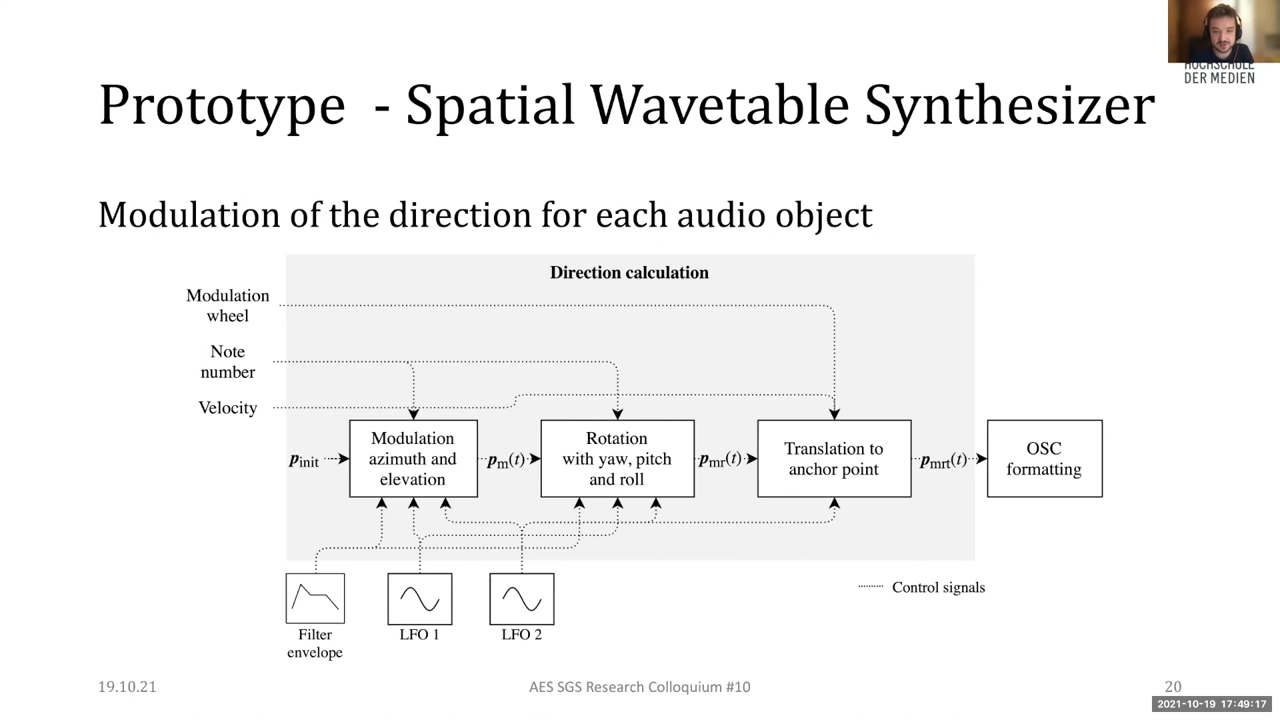 HOCHSCHULE
DER MEDIEN
Prototype - Spatial Wavetable Synthesizer
Modulation of the direction for each audio object
Direction calculation
Modulation
wheel
Note
number
Velocity
pinit
Modulation
azimuth and
elevation
pm(t)
Rotation
with yaw, pitch
and roll
pmr(t)
Translation to
anchor point
pmrt(t)
OSC
formatting
Control signals
Filter
envelope
LFO 1
LFO 2
19.10.21
AES SGS Research Colloquium #10
20
2021-10-19 17:49:17